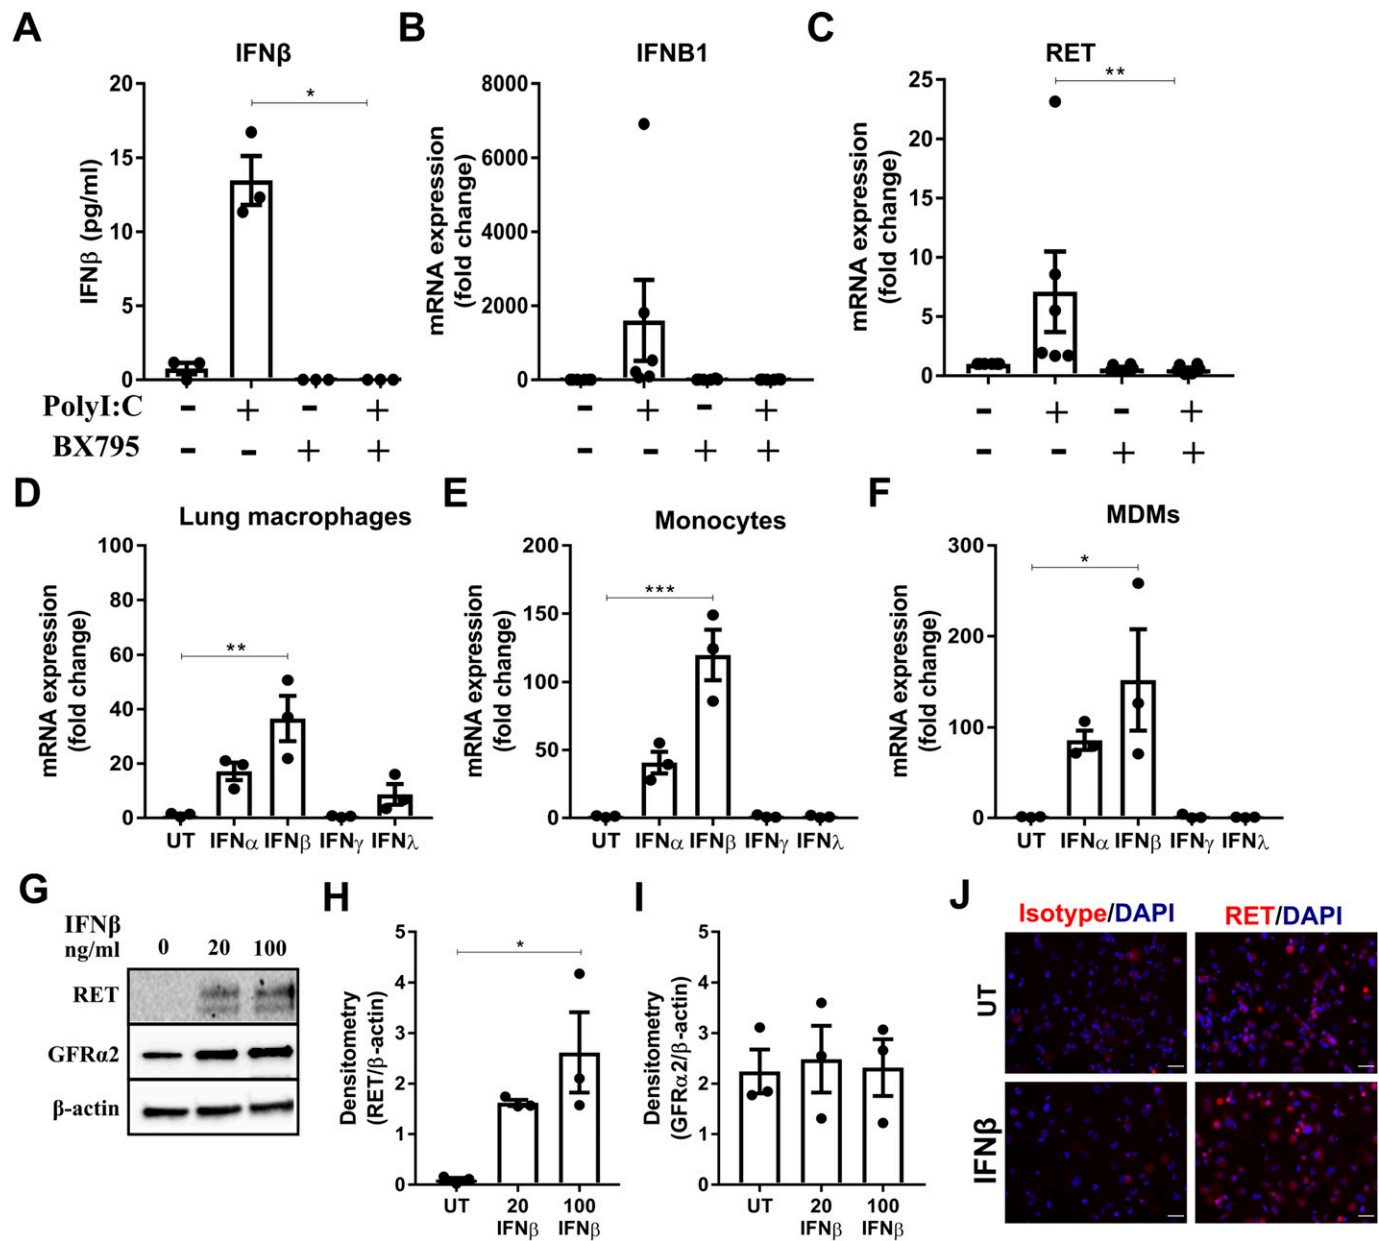 A
IFNβ
IFNβ (pg/ml)
20
15
10
5
0
*
B
IFNB1
mRNA expression
(fold change)
8000
6000
4000
2000
0
C
RET
mRNA expression
(fold change)
25
20
15
10
5
0
**
PolyI:C - + - + - + - + - + - +
BX795 - - + + - - + + - - + +
D
Lung macrophages
mRNA expression
(fold change)
100
80
60
40
20
0
**
UT IFNα IFNβ IFNγ IFNλ
E
Monocytes
mRNA expression
(fold change)
200
150
100
50
0
***
UT IFNα IFNβ IFNγ IFNλ
F
MDMs
mRNA expression
(fold change)
300
200
100
0
*
UT IFNα IFNβ IFNγ IFNλ
G
IFNβ
ng/ml 0 20 100
RET
GFRα2
β-actin
H
Densitometry
(RET/β-actin)
5
4
3
2
1
0
*
UT 20 100
IFNβ IFNβ
I
Densitometry
(GFRα2/β-actin)
5
4
3
2
1
0
UT 20 100
IFNβ IFNβ
J
Isotype/DAPI RET/DAPI
UT
IFNβ